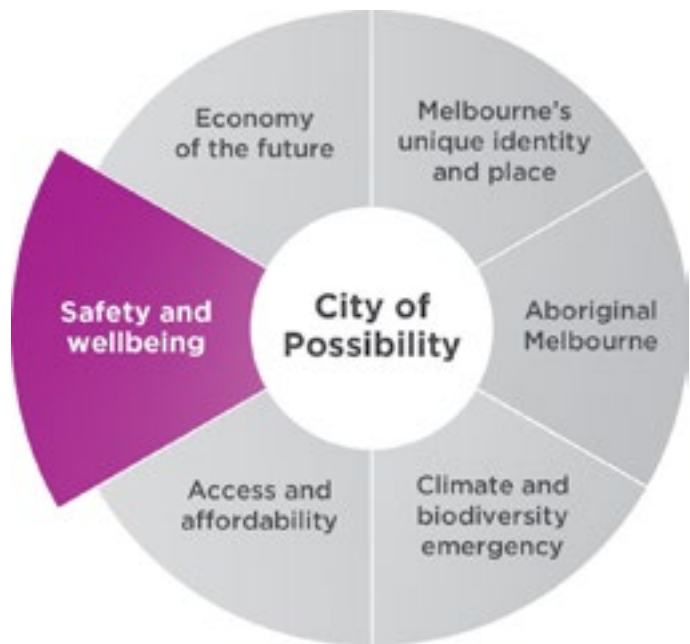 Economy
of the future
Melbourne's
unique identity
and place
Safety and
wellbeing
City of
Possibility
Aboriginal
Melbourne
Access and
affordability
Climate and
biodiversity
emergency